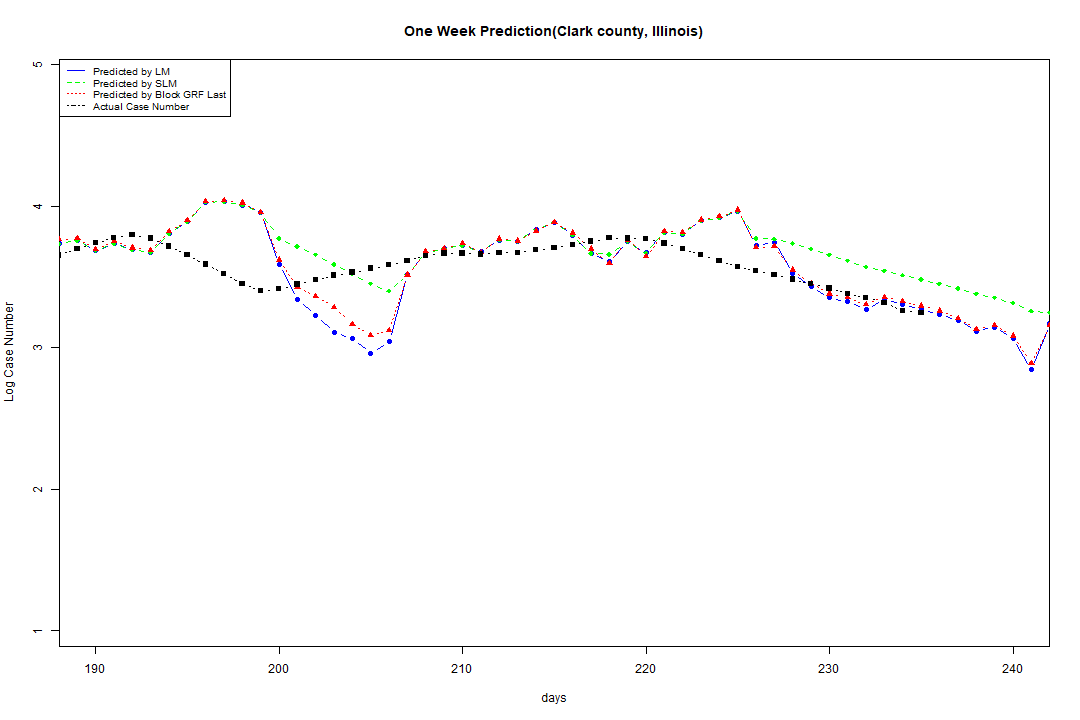 One Week Prediction(Clark county, Illinois)
Predicted by LM
Predicted by SLM
Predicted by Block GRF Last
Actual Case Number
5
4
3
2
1
Log Case Number
190 200 210 220 230 240
days